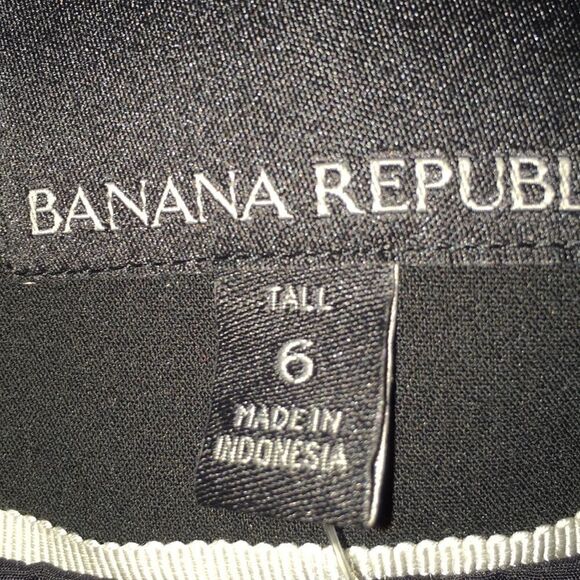 BANANA REPUBL
TALL
6
MADE IN
INDONESIA